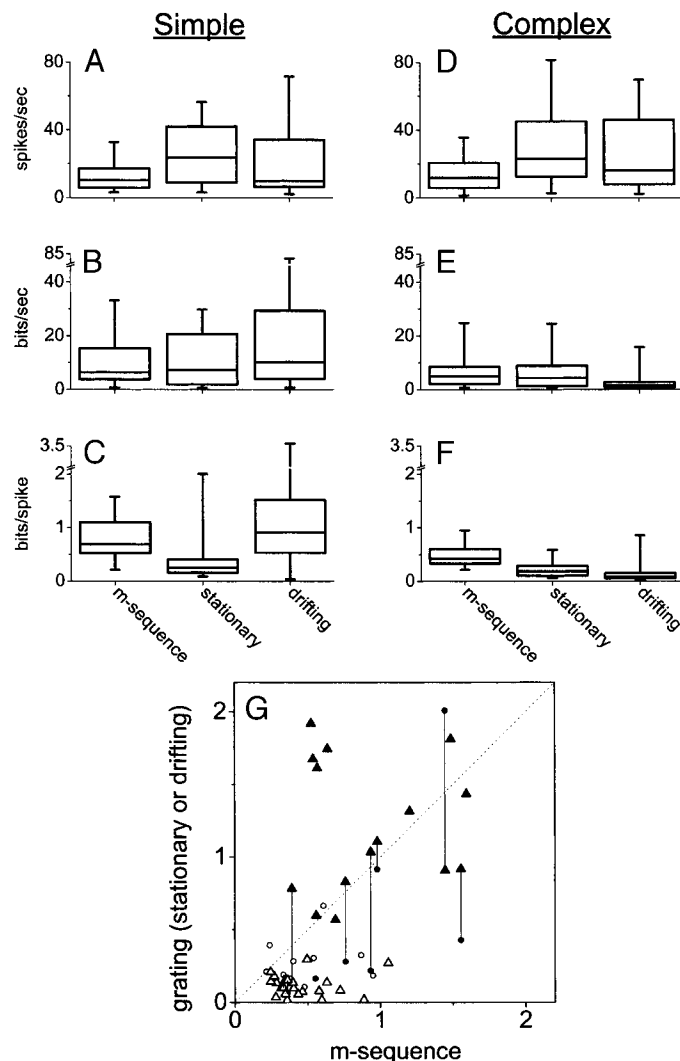 Simple
Complex
A
D
spikes/sec
80
40
0
80
40
0
B
E
bits/sec
85
40
20
0
85
40
20
0
C
F
bits/spike
3.5
2
1
0
3.5
2
1
0
m-sequence
stationary
drifting
m-sequence
stationary
drifting
G
grating (stationary or drifting)
2
1
0
0
1
2
m-sequence